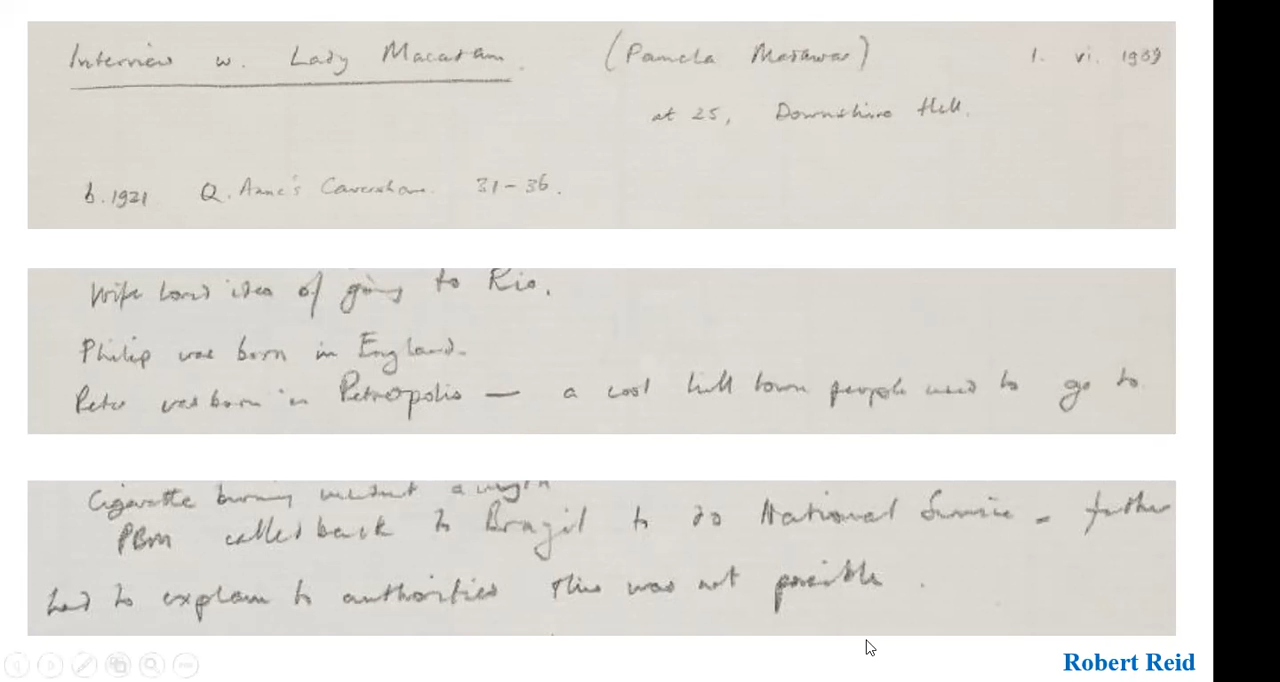 Interview w. Lady Macadam. (Pamela Medawar) 1. vi. 1989
at 25, Downshire Hill.
b. 1921 Q. Anne's Caversham. 31-36.
Wife loved idea of going to Rio.
Philip was born in England.
Peter was born in Petropolis — a cool hill town people used to go to
Cigarette burning without
PBM called back to Brazil to do National Service - father
had to explain to authorities this was not possible.
Robert Reid